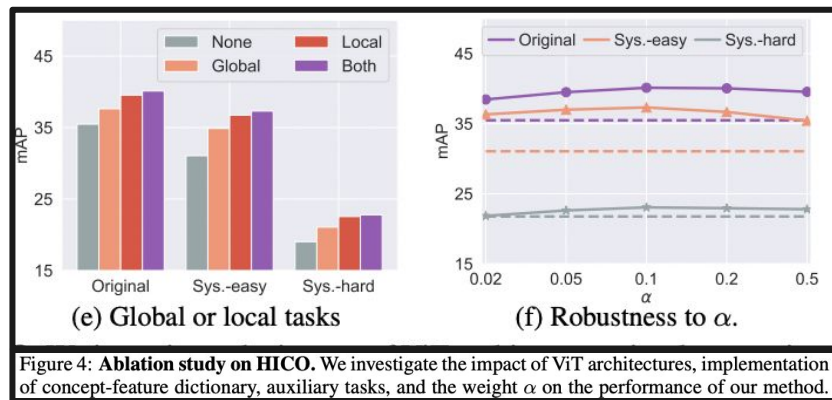 45
35
25
15
mAP
None
Local
Global
Both
Original
Sys.-easy
Sys.-hard
(e) Global or local tasks
45
35
25
15
mAP
Original
Sys.-easy
Sys.-hard
0.02
0.05
0.1
0.2
0.5
α
(f) Robustness to α.
Figure 4: Ablation study on HICO. We investigate the impact of ViT architectures, implementation
of concept-feature dictionary, auxiliary tasks, and the weight α on the performance of our method.